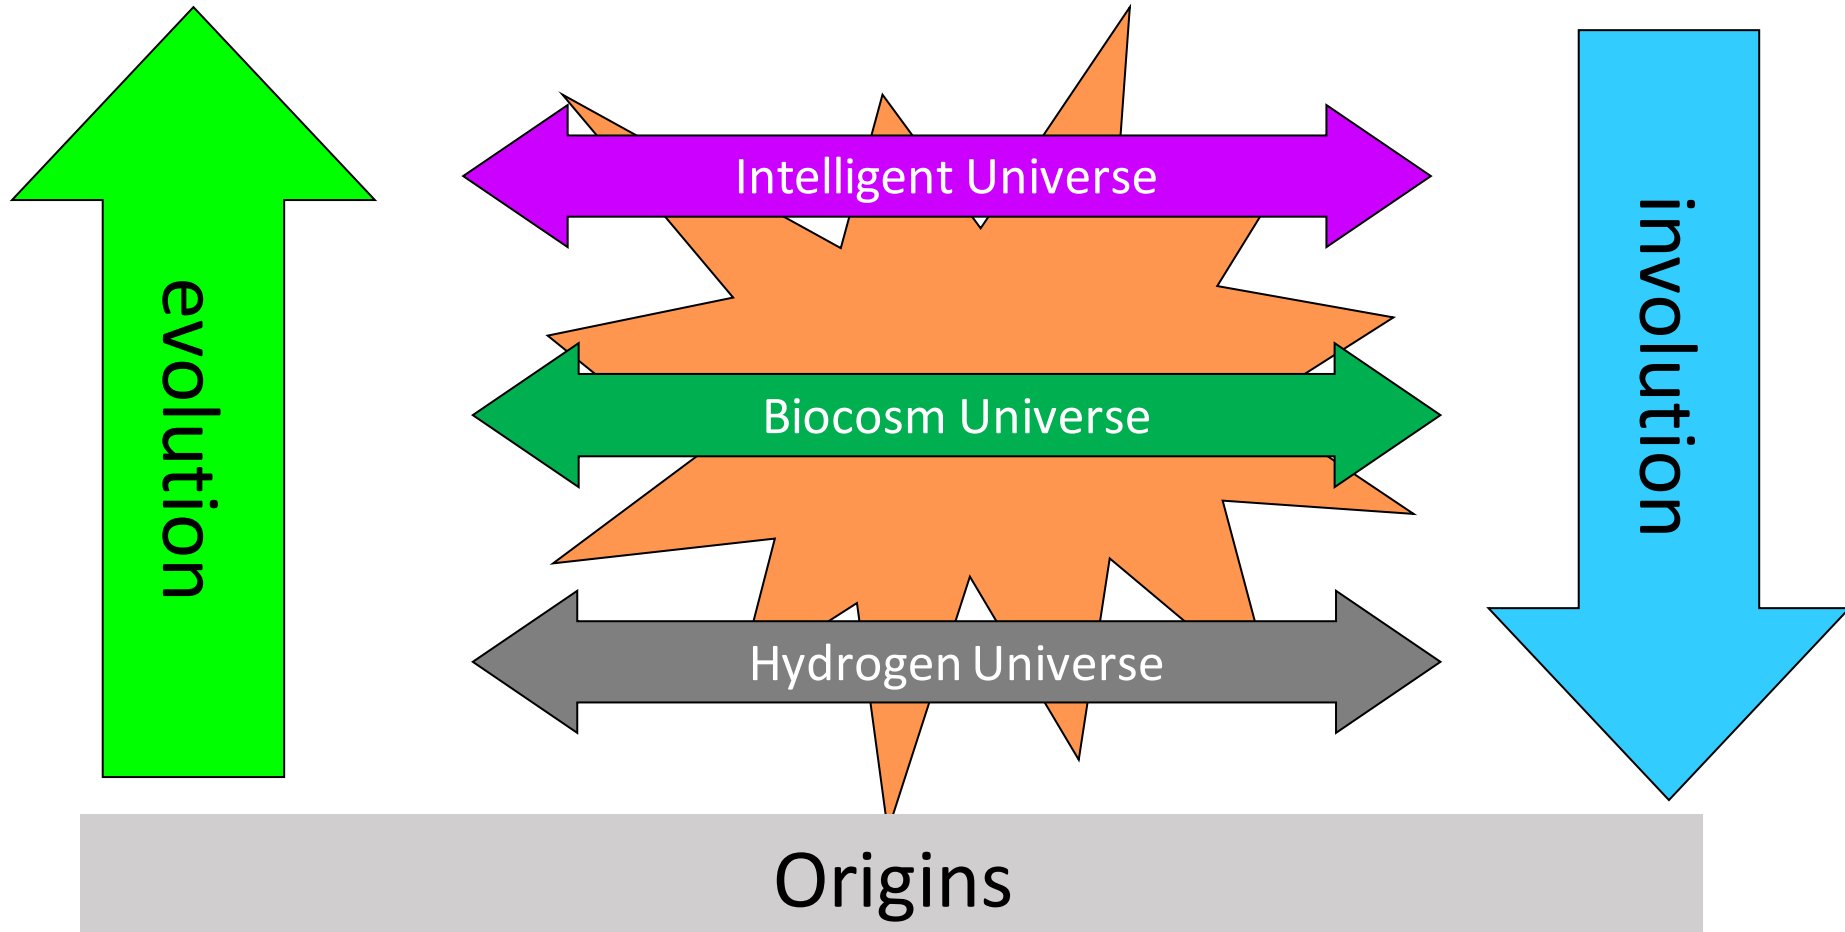 evolution
Intelligent Universe
Biocosm Universe
Hydrogen Universe
involution
Origins